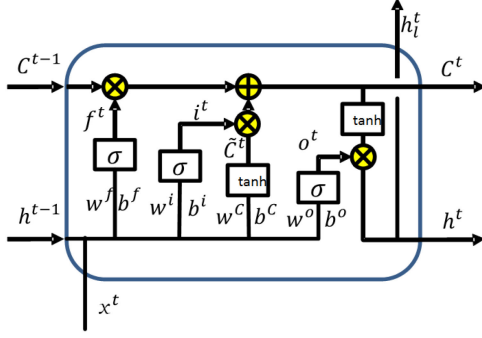 h_l^t
C^{t-1}
C^t
f^t
i^t
C̃^t
o^t
tanh
σ
σ
σ
tanh
h^{t-1}
w^f b^f
w^i
b^i
w^C
b^C
w^o
b^o
h^t
x^t